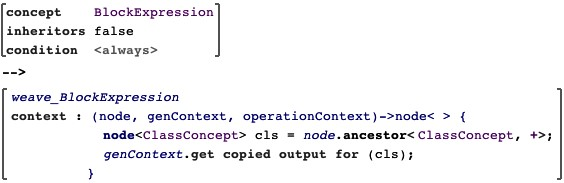 concept BlockExpression
inheritors false
condition <always>
-->
weave_BlockExpression
context : (node, genContext, operationContext)->node< > {
node<ClassConcept> cls = node.ancestor<ClassConcept, +>;
genContext.get copied output for (cls);
}